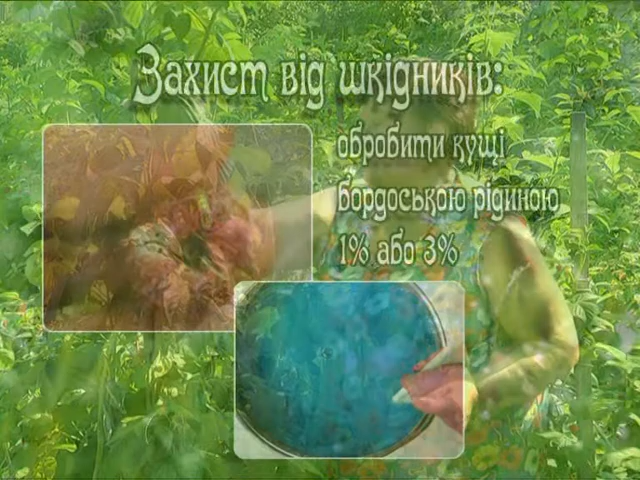 Захист від шкідників:
обробити кущі
бордоською рідиною
1% або 3%